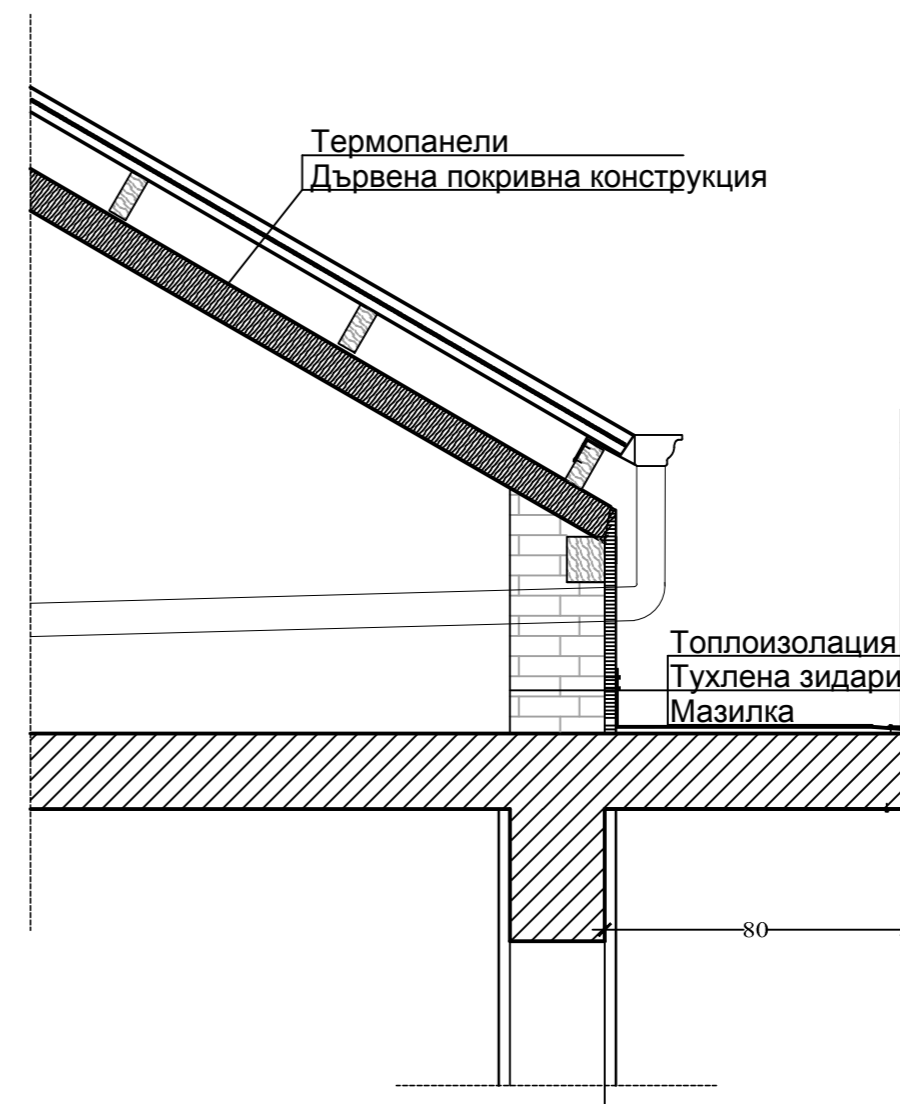 Термопанели
Дървена покривна конструкция
Топлоизолация
Тухлена зидари
Мазилка
80